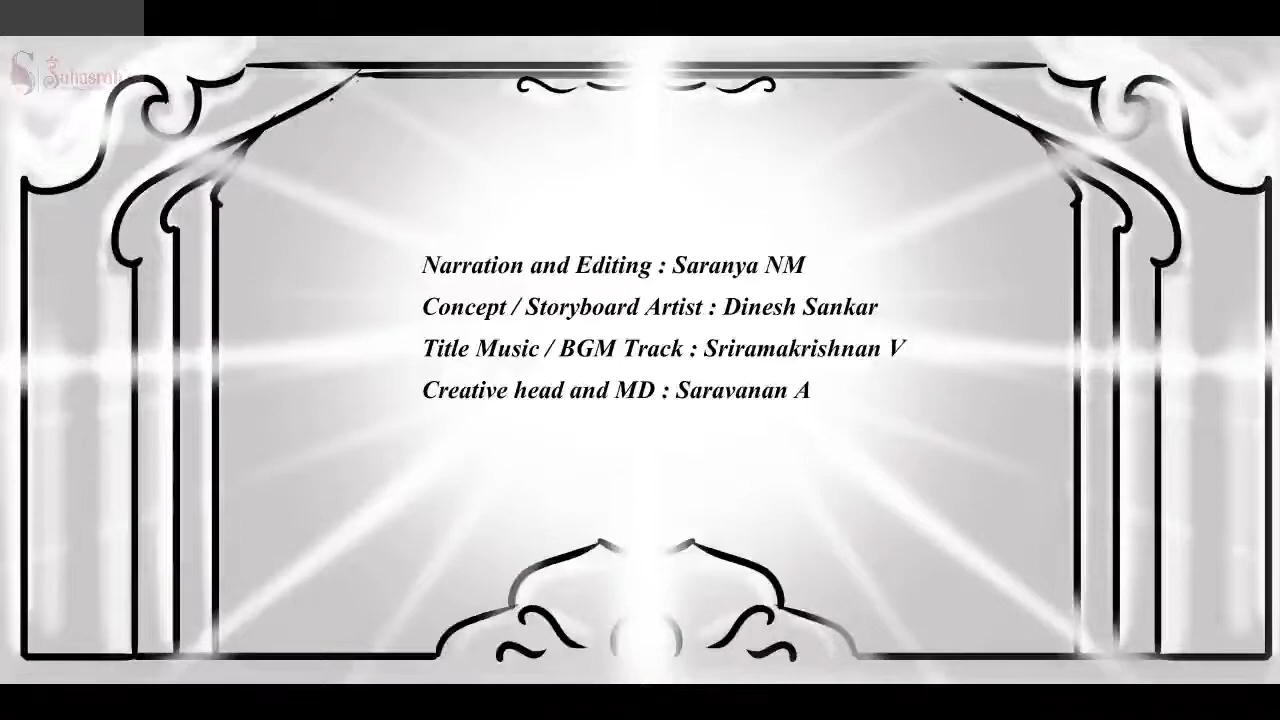 Narration and Editing : Saranya NM
Concept / Storyboard Artist : Dinesh Sankar
Title Music / BGM Track : Sriramakrishnan V
Creative head and MD : Saravanan A